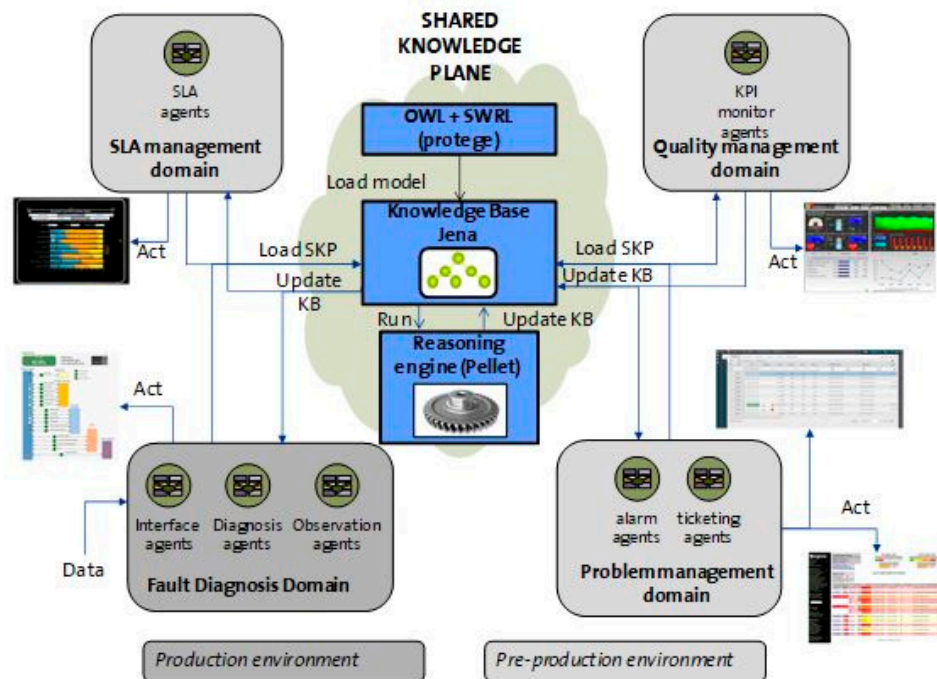 SHARED
KNOWLEDGE
PLANE
SLA
agents
SLA management
domain
KPI
monitor
agents
Quality management
domain
OWL + SWRL
(protege)
Load model
Knowledge Base
Jena
Act
Load SKP
Update
KB
Load SKP
Update KB
Act
Run
Update KB
Reasoning
engine (Pellet)
Act
Interface
agents
Diagnosis
agents
Observation
agents
Fault Diagnosis Domain
Data
alarm
agents
ticketing
agents
Problem management
domain
Act
Production environment
Pre-production environment